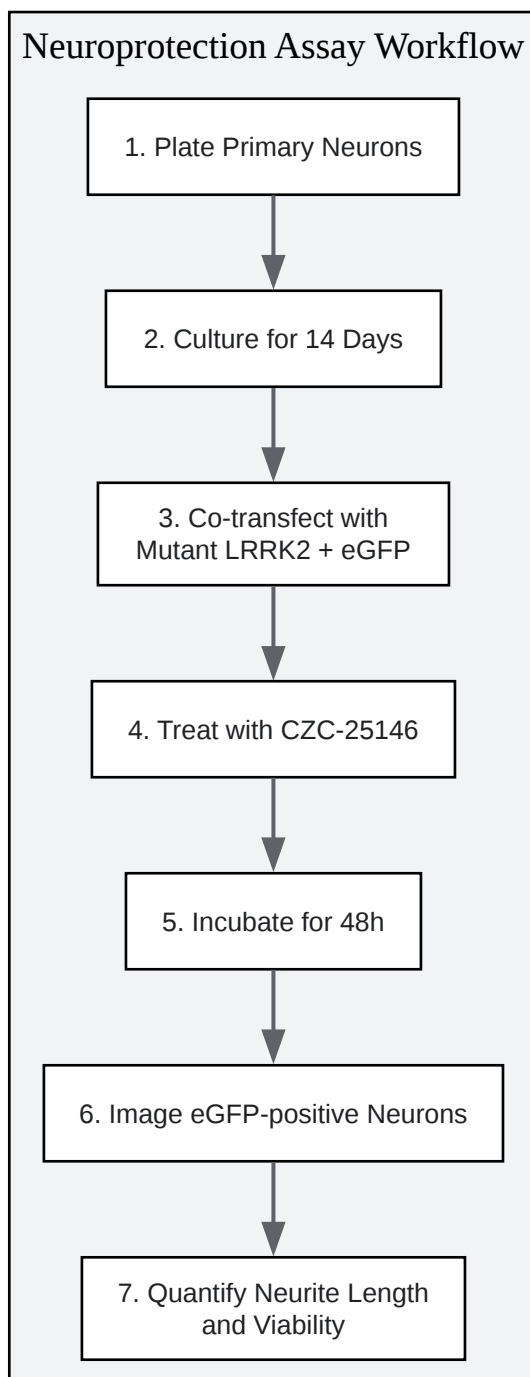 Neuroprotection Assay Workflow
1. Plate Primary Neurons
2. Culture for 14 Days
3. Co-transfect with
Mutant LRRK2 + eGFP
4. Treat with CZC-25146
5. Incubate for 48h
6. Image eGFP-positive Neurons
7. Quantify Neurite Length
and Viability